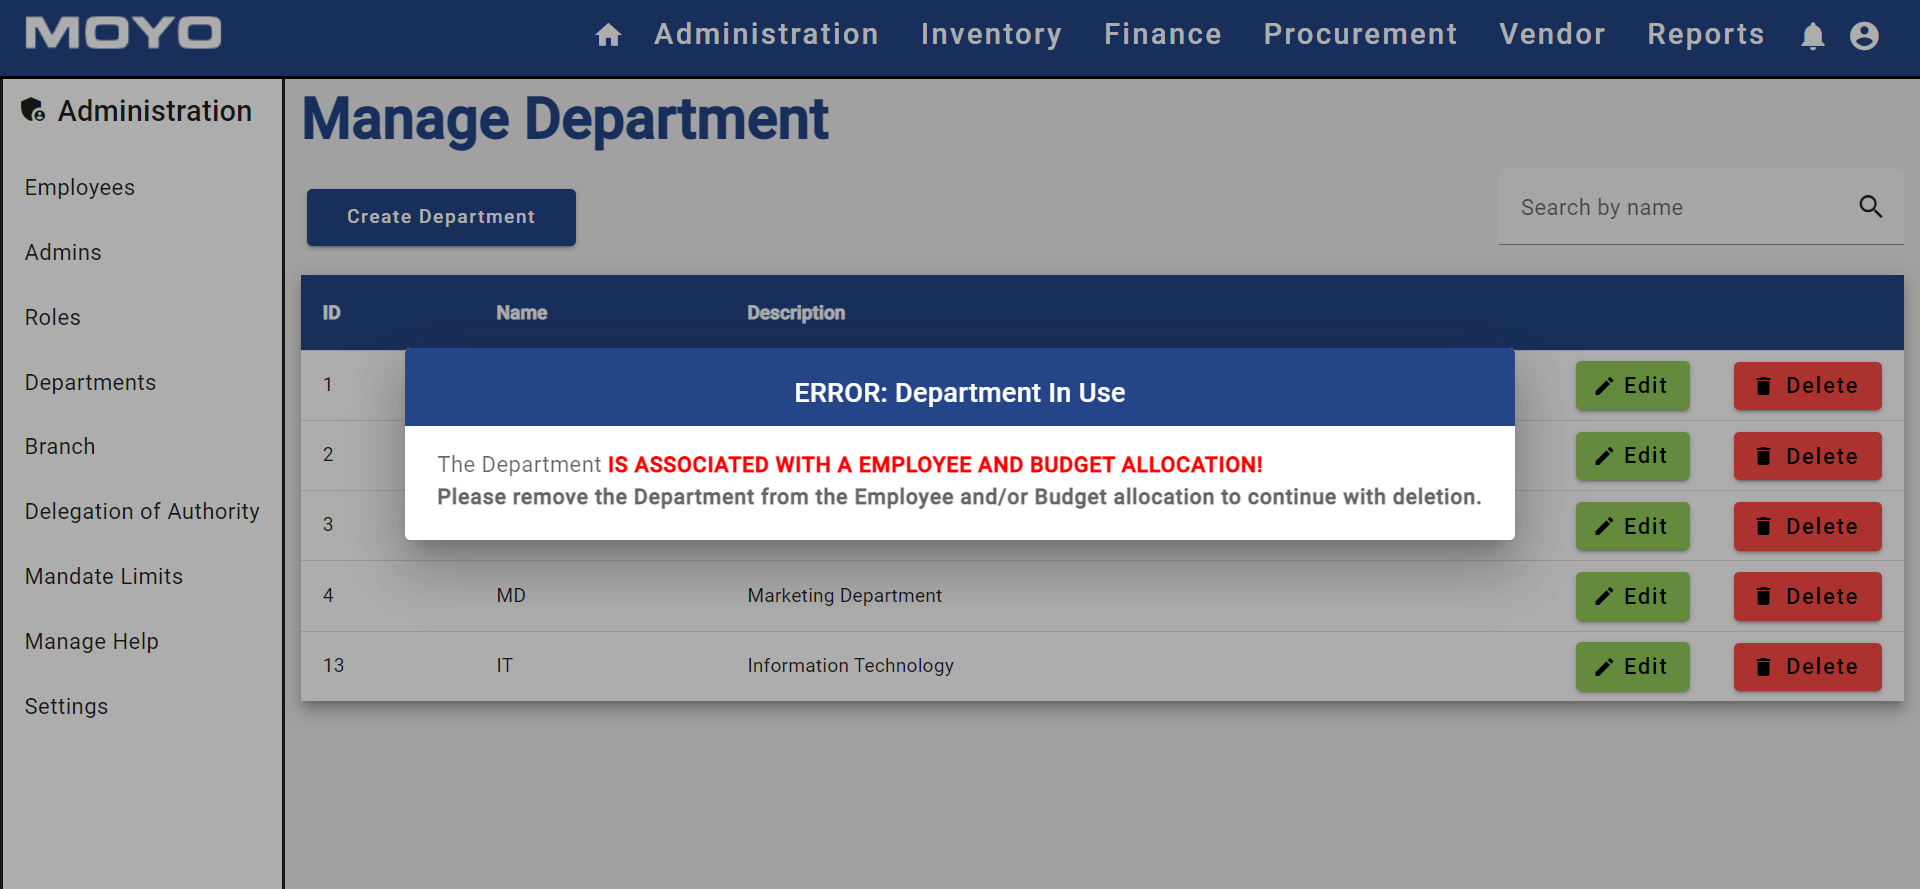 MOYO
Administration Inventory Finance Procurement Vendor Reports
Administration
Employees
Admins
Roles
Departments
Branch
Delegation of Authority
Mandate Limits
Manage Help
Settings
Manage Department
Create Department
Search by name
ID Name Description
1 Edit Delete
2 Edit Delete
3 Edit Delete
4 MD Marketing Department Edit Delete
13 IT Information Technology Edit Delete
ERROR: Department In Use
The Department IS ASSOCIATED WITH A EMPLOYEE AND BUDGET ALLOCATION!
Please remove the Department from the Employee and/or Budget allocation to continue with deletion.